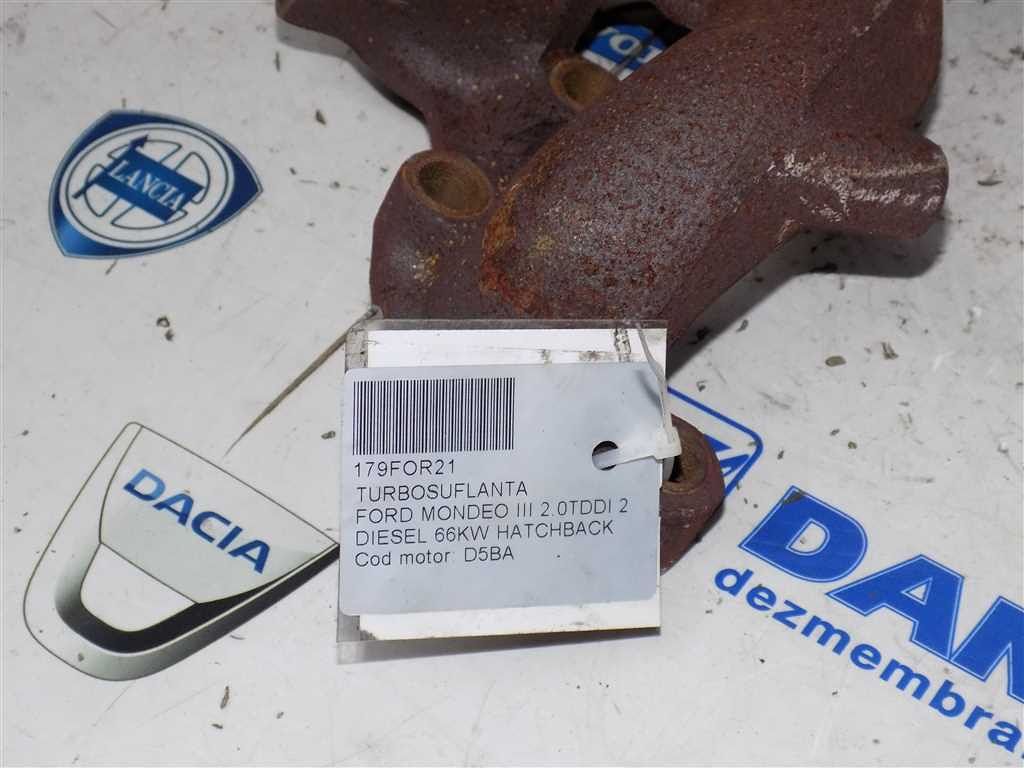 LANCIA
DACIA
179FOR21
TURBOSUFLANTA
FORD MONDEO III 2.0TDDI 2
DIESEL 66KW HATCHBACK
Cod motor: D5BA
DAN
dezmembra